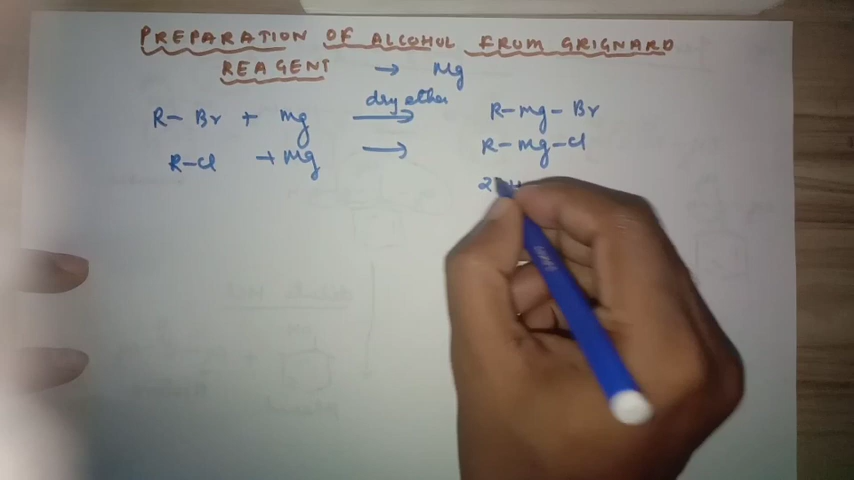 PREPARATION OF ALCOHOL FROM GRIGNARD
REAGENT → Mg
dry ether
R- Br + Mg ⟶ R-Mg-Br
R-Cl + Mg ⟶ R-Mg-Cl